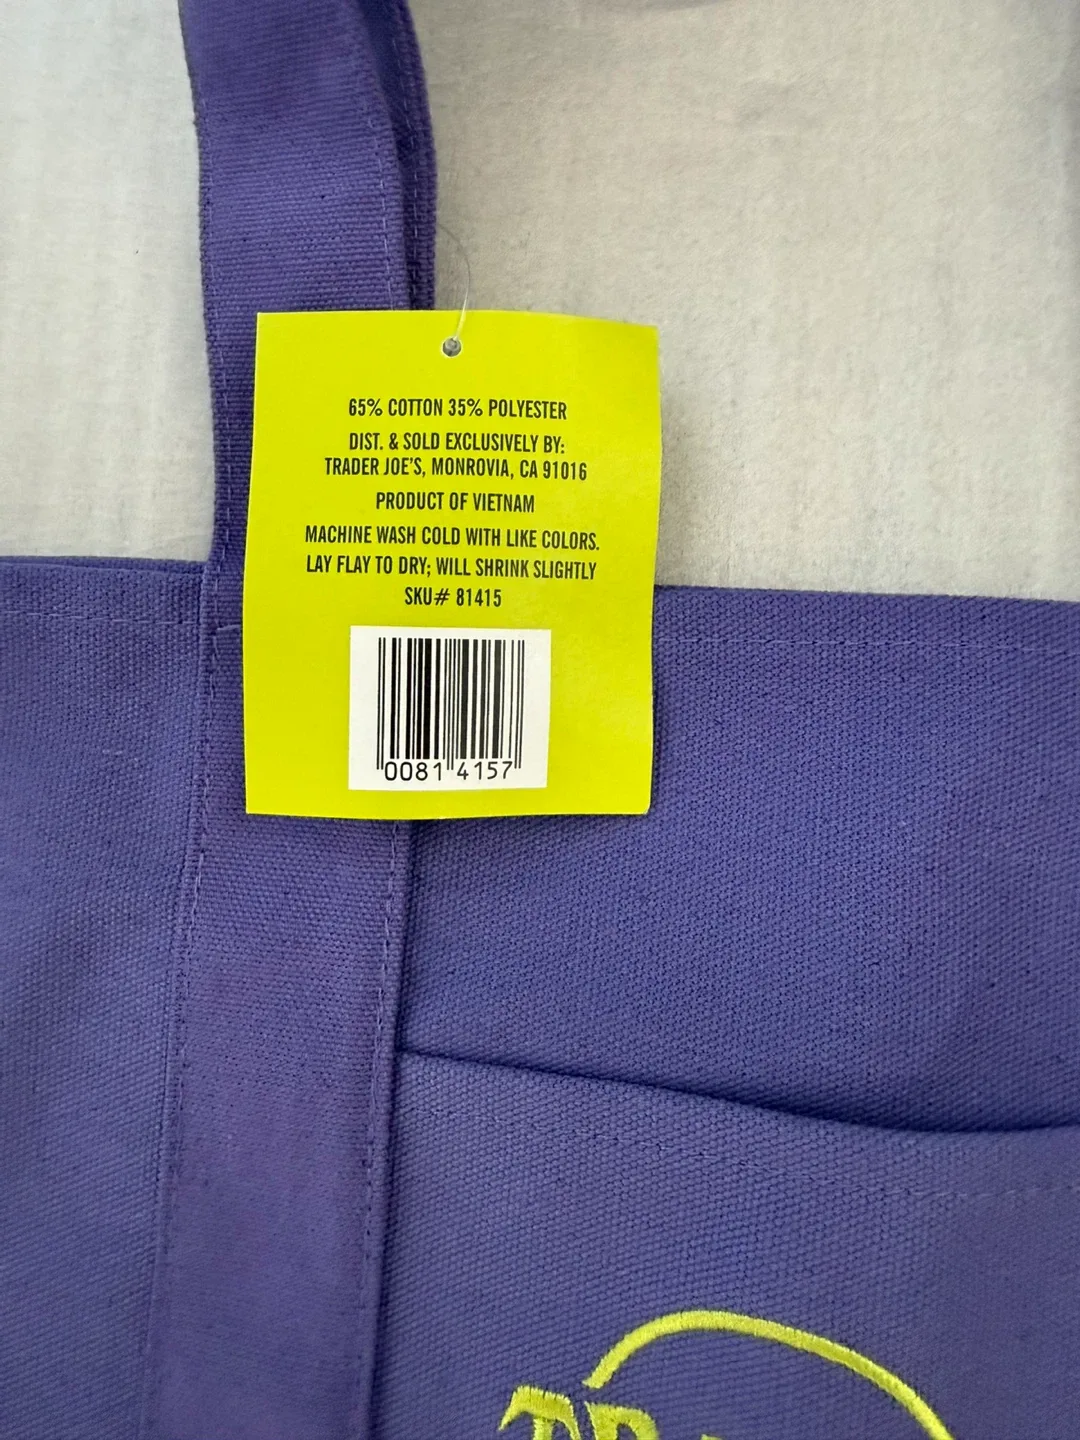 65% COTTON 35% POLYESTER
DIST. & SOLD EXCLUSIVELY BY:
TRADER JOE'S, MONROVIA, CA 91016
PRODUCT OF VIETNAM
MACHINE WASH COLD WITH LIKE COLORS.
LAY FLAY TO DRY; WILL SHRINK SLIGHTLY
SKU# 81415
0081 4157